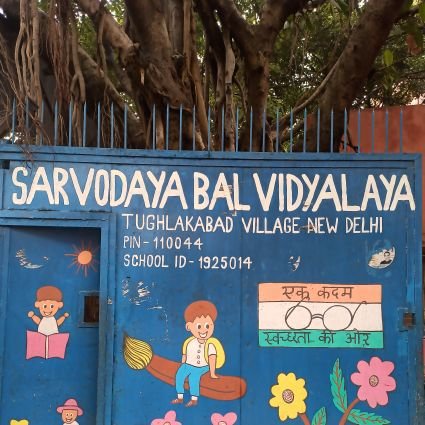 SARVODAYA BAL VIDYALAYA
TUGHLAKABAD VILLAGE NEW DELHI
PIN - 110044
SCHOOL ID - 1925014
एक कदम
स्वच्छता की ओर